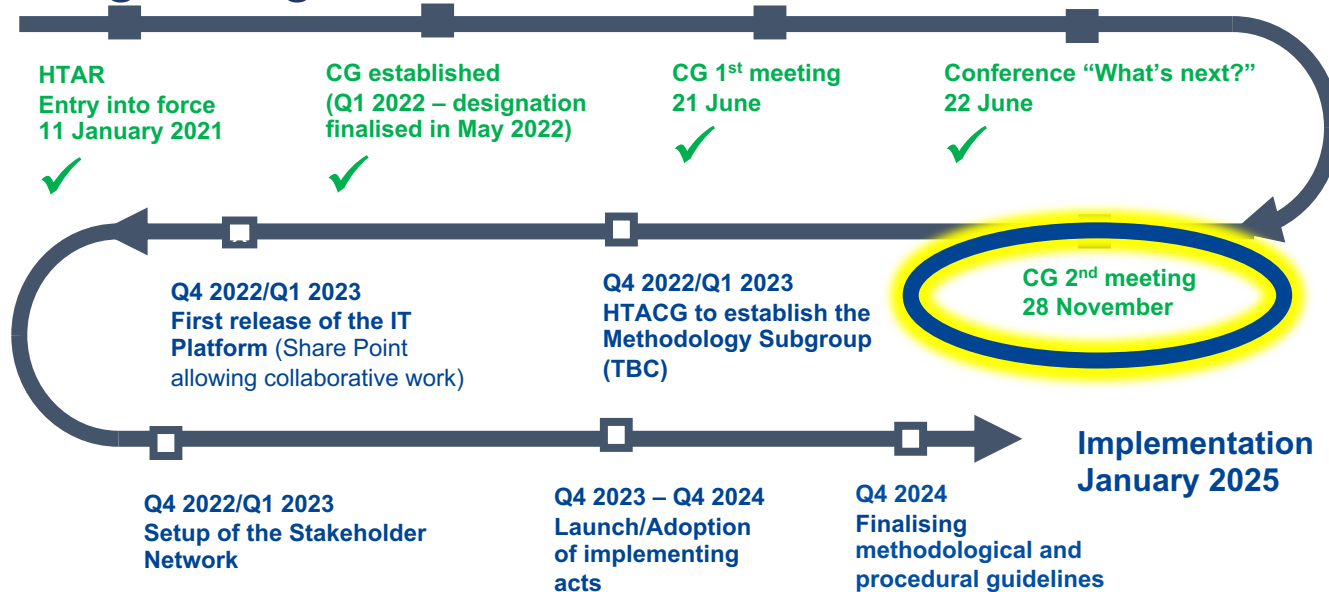 HTAR
Entry into force
11 January 2021
CG established
(Q1 2022 – designation
finalised in May 2022)
CG 1st meeting
21 June
Conference “What’s next?”
22 June
CG 2nd meeting
28 November
Q4 2022/Q1 2023
HTACG to establish the
Methodology Subgroup
(TBC)
Q4 2022/Q1 2023
First release of the IT
Platform (Share Point
allowing collaborative work)
Q4 2022/Q1 2023
Setup of the Stakeholder
Network
Q4 2023 – Q4 2024
Launch/Adoption
of implementing
acts
Q4 2024
Finalising
methodological and
procedural guidelines
Implementation
January 2025